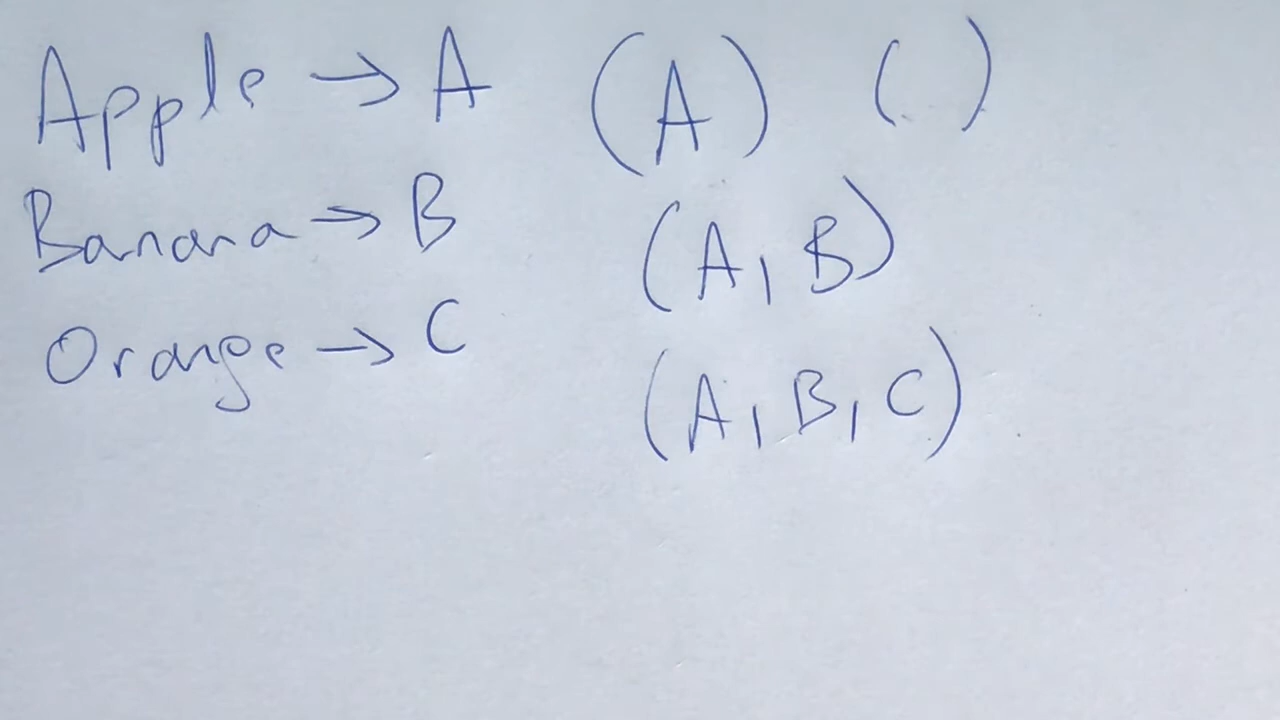 Apple → A (A) ( )
Banana → B (A, B)
Orange → C (A, B, C)